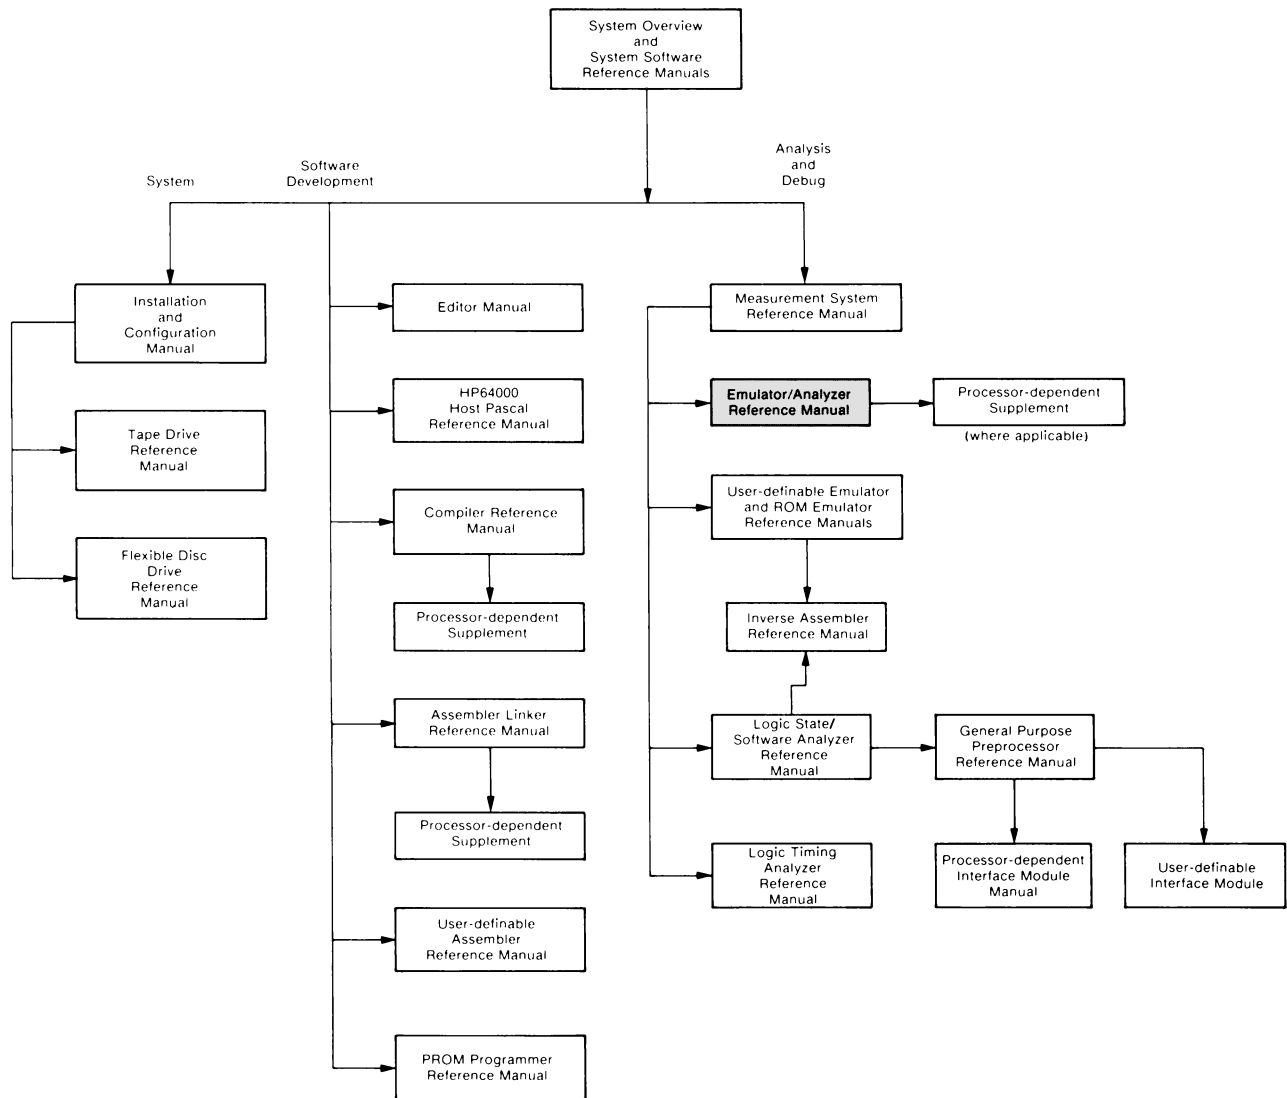 System Overview
and
System Software
Reference Manuals
System
Software
Development
Analysis
and
Debug
Installation
and
Configuration
Manual
Tape Drive
Reference
Manual
Flexible Disc
Drive
Reference
Manual
Editor Manual
HP64000
Host Pascal
Reference Manual
Compiler Reference
Manual
Processor-dependent
Supplement
Assembler Linker
Reference Manual
Processor-dependent
Supplement
User-definable
Assembler
Reference Manual
PROM Programmer
Reference Manual
Measurement System
Reference Manual
Emulator/Analyzer
Reference Manual
Processor-dependent
Supplement
(where applicable)
User-definable Emulator
and ROM Emulator
Reference Manuals
Inverse Assembler
Reference Manual
Logic State/
Software Analyzer
Reference
Manual
General Purpose
Preprocessor
Reference Manual
Logic Timing
Analyzer
Reference
Manual
Processor-dependent
Interface Module
Manual
User-definable
Interface Module